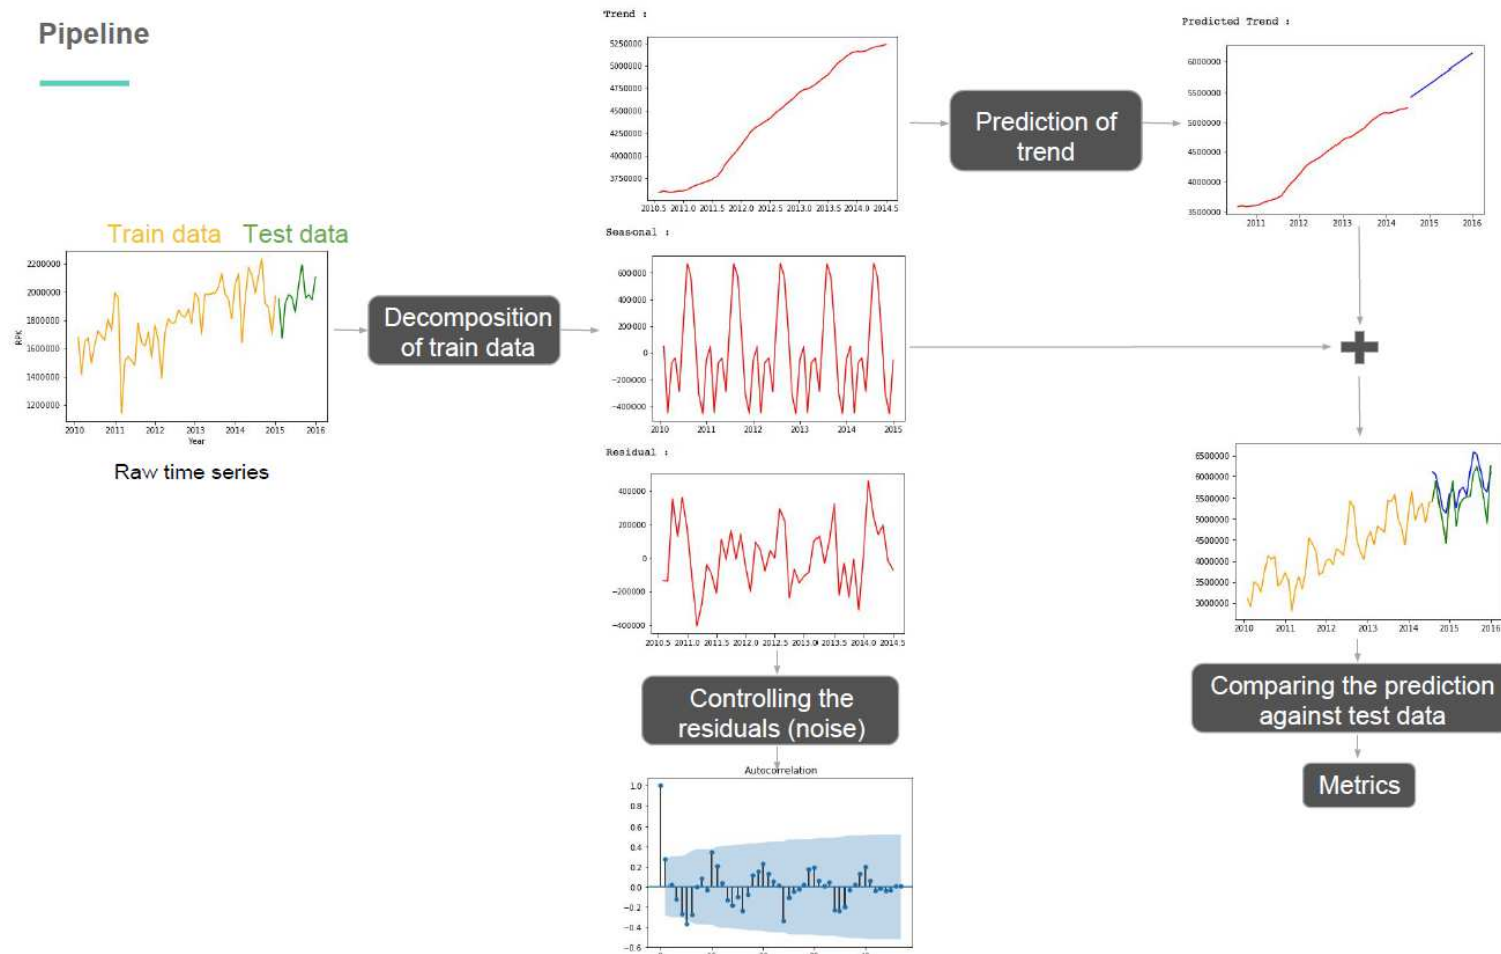 Pipeline
Trend :
5250000
5000000
4750000
4500000
4250000
4000000
3750000
2010.5 2011.0 2011.5 2012.0 2012.5 2013.0 2013.5 2014.0 2014.5
Prediction of
trend
Predicted Trend :
6000000
5500000
5000000
4500000
4000000
3500000
2011 2012 2013 2014 2015 2016
Train data Test data
2200000
2000000
1800000
1600000
1400000
1200000
RPK
2010 2011 2012 2013 2014 2015 2016
Year
Raw time series
Decomposition
of train data
Seasonal :
600000
400000
200000
0
−200000
−400000
2010 2011 2012 2013 2014 2015
Residual :
400000
200000
0
−200000
−400000
2010.5 2011.0 2011.5 2012.0 2012.5 2013.0 2013.5 2014.0 2014.5
Controlling the
residuals (noise)
Autocorrelation
1.0
0.8
0.6
0.4
0.2
0.0
−0.2
−0.4
−0.6
6500000
6000000
5500000
5000000
4500000
4000000
3500000
3000000
2010 2011 2012 2013 2014 2015 2016
Comparing the prediction
against test data
Metrics